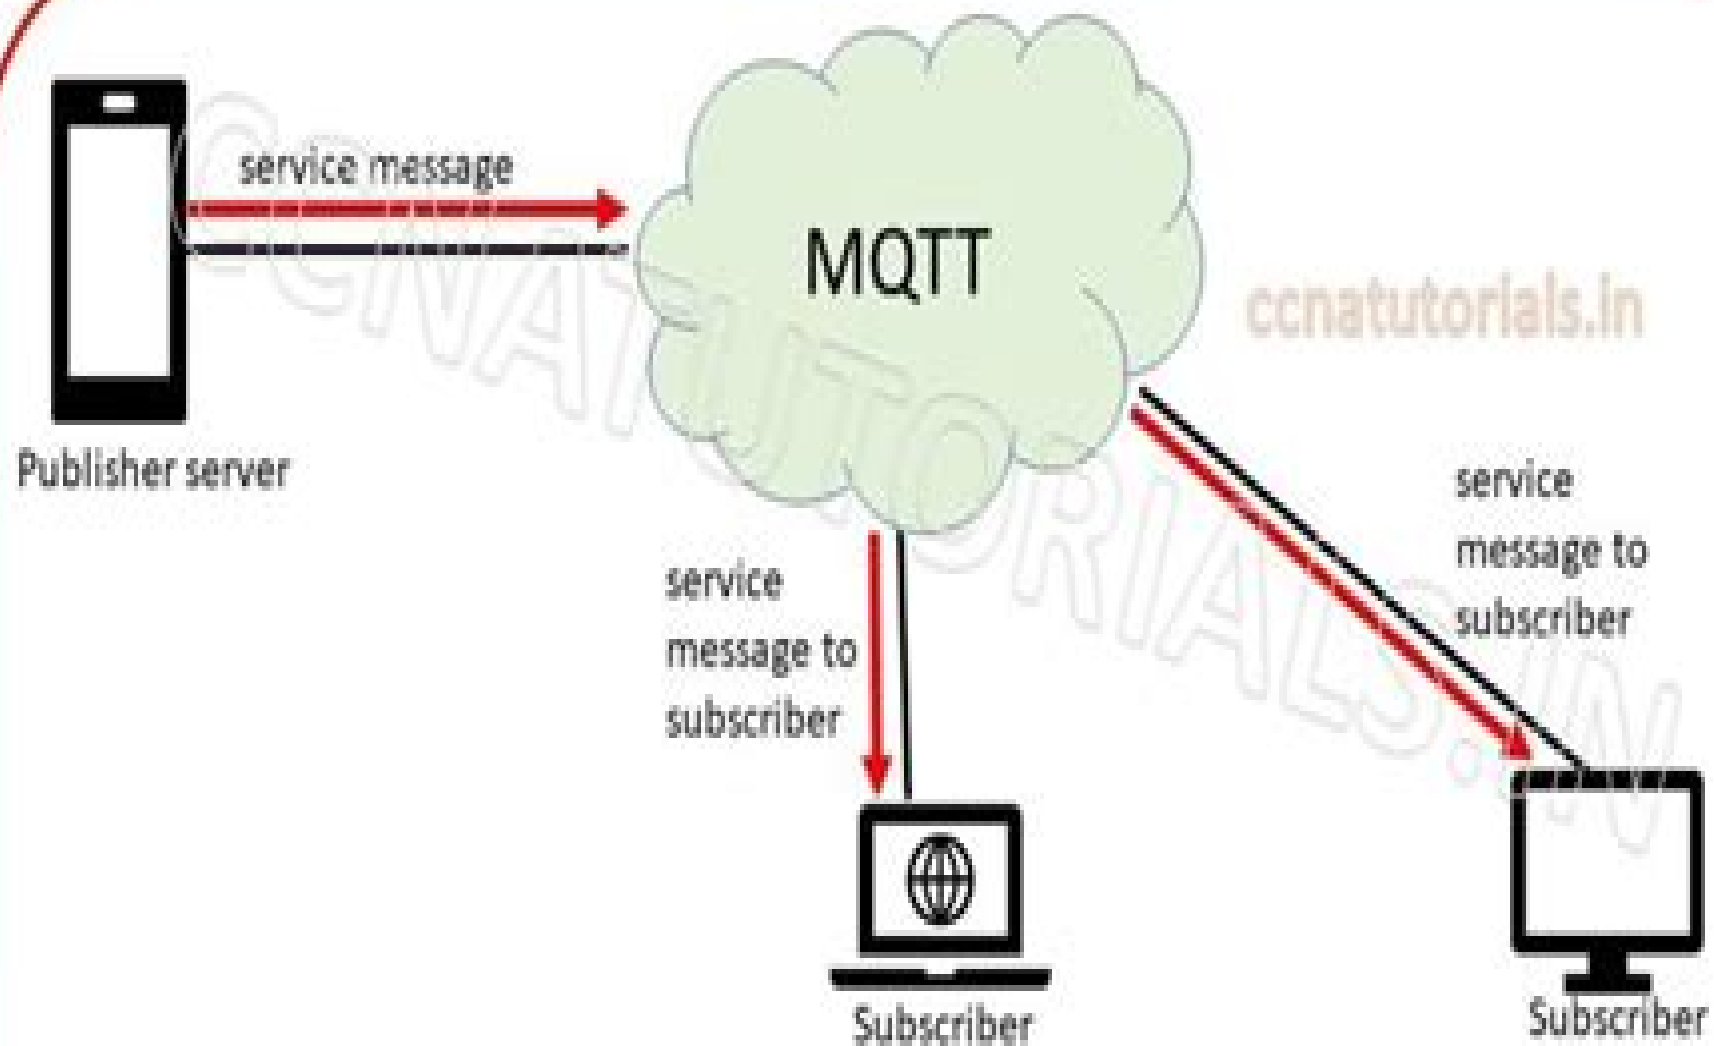 service message
MQTT
ccnatutorials.in
Publisher server
service
message to
subscriber
service
message to
subscriber
Subscriber
Subscriber
CCNATUTORIALS.IN